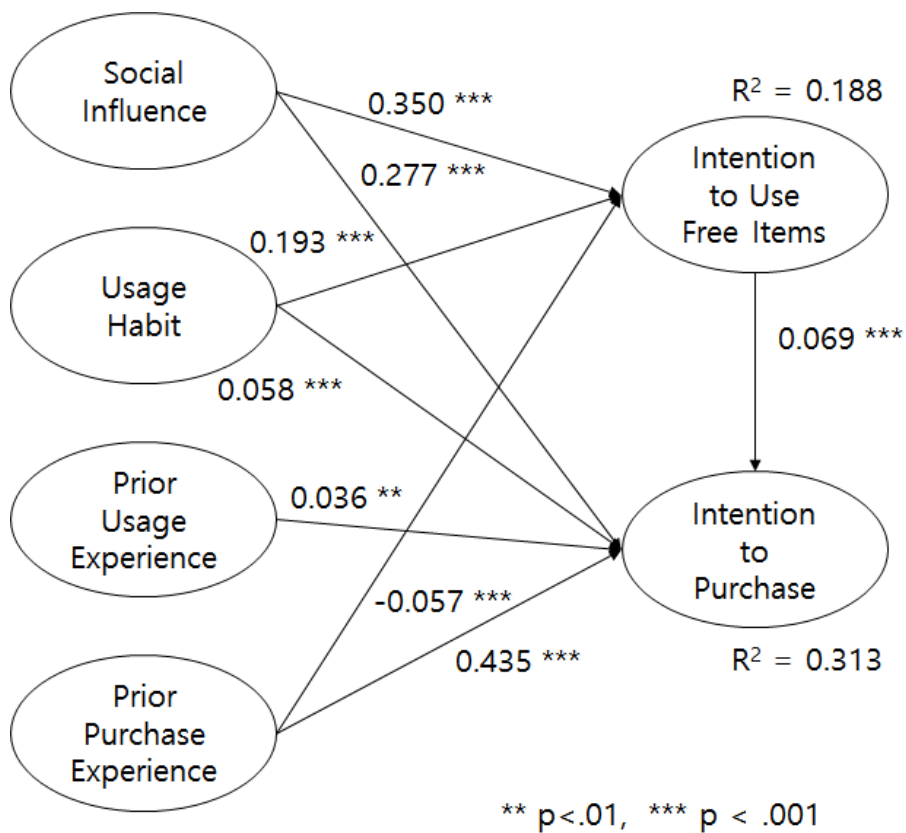 Social
Influence
0.350 ***
R² = 0.188
Intention
to Use
Free Items
0.277 ***
0.193 ***
Usage
Habit
0.069 ***
0.058 ***
Prior
Usage
Experience
0.036 **
Intention
to
Purchase
-0.057 ***
0.435 ***
R² = 0.313
Prior
Purchase
Experience
** p<.01, *** p < .001